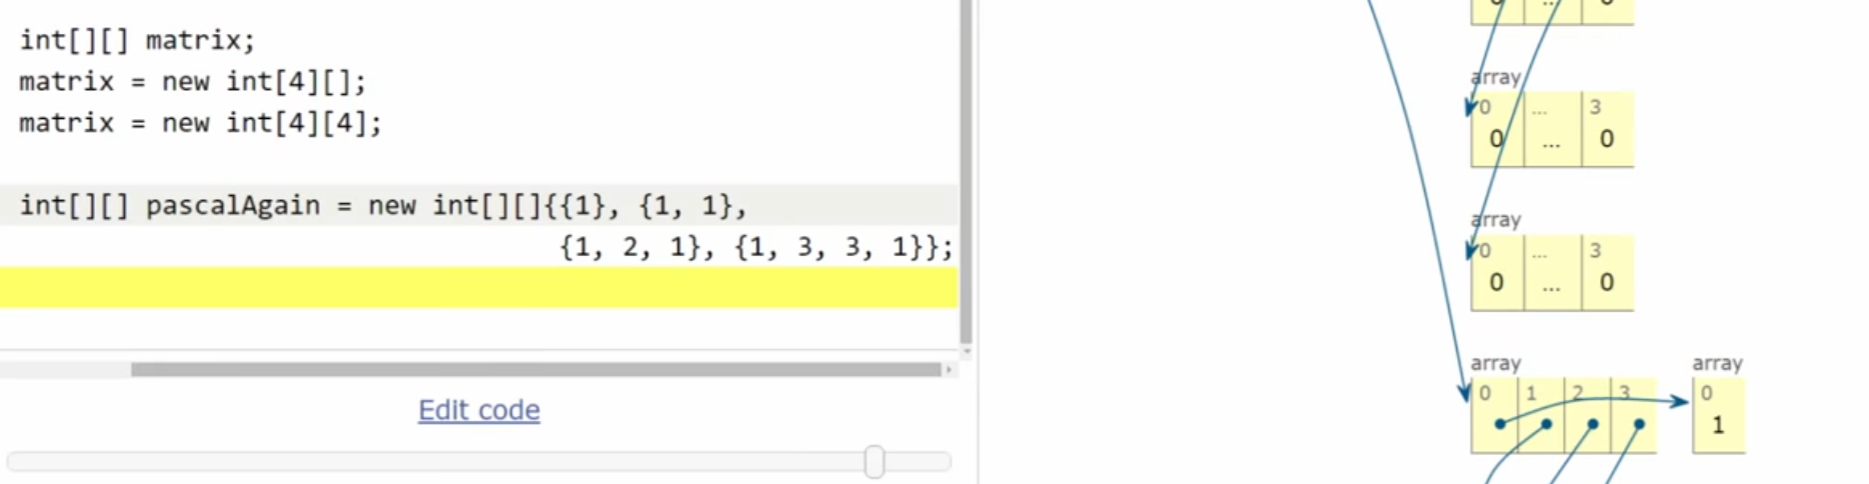 int[][] matrix;
matrix = new int[4][];
matrix = new int[4][4];
int[][] pascalAgain = new int[][]{{1}, {1, 1},
{1, 2, 1}, {1, 3, 3, 1}};
Edit code
array
0 ... 3
0 ... 0
array
0 ... 3
0 ... 0
array
0 1 2 3
array
0
1